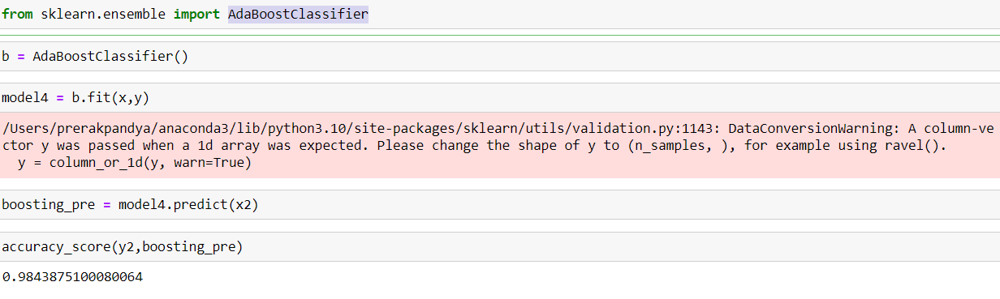 from sklearn.ensemble import AdaBoostClassifier
b = AdaBoostClassifier()
model4 = b.fit(x,y)
/Users/prerakpandya/anaconda3/lib/python3.10/site-packages/sklearn/utils/validation.py:1143: DataConversionWarning: A column-ve
ctor y was passed when a 1d array was expected. Please change the shape of y to (n_samples, ), for example using ravel().
  y = column_or_1d(y, warn=True)
boosting_pre = model4.predict(x2)
accuracy_score(y2,boosting_pre)
0.9843875100080064